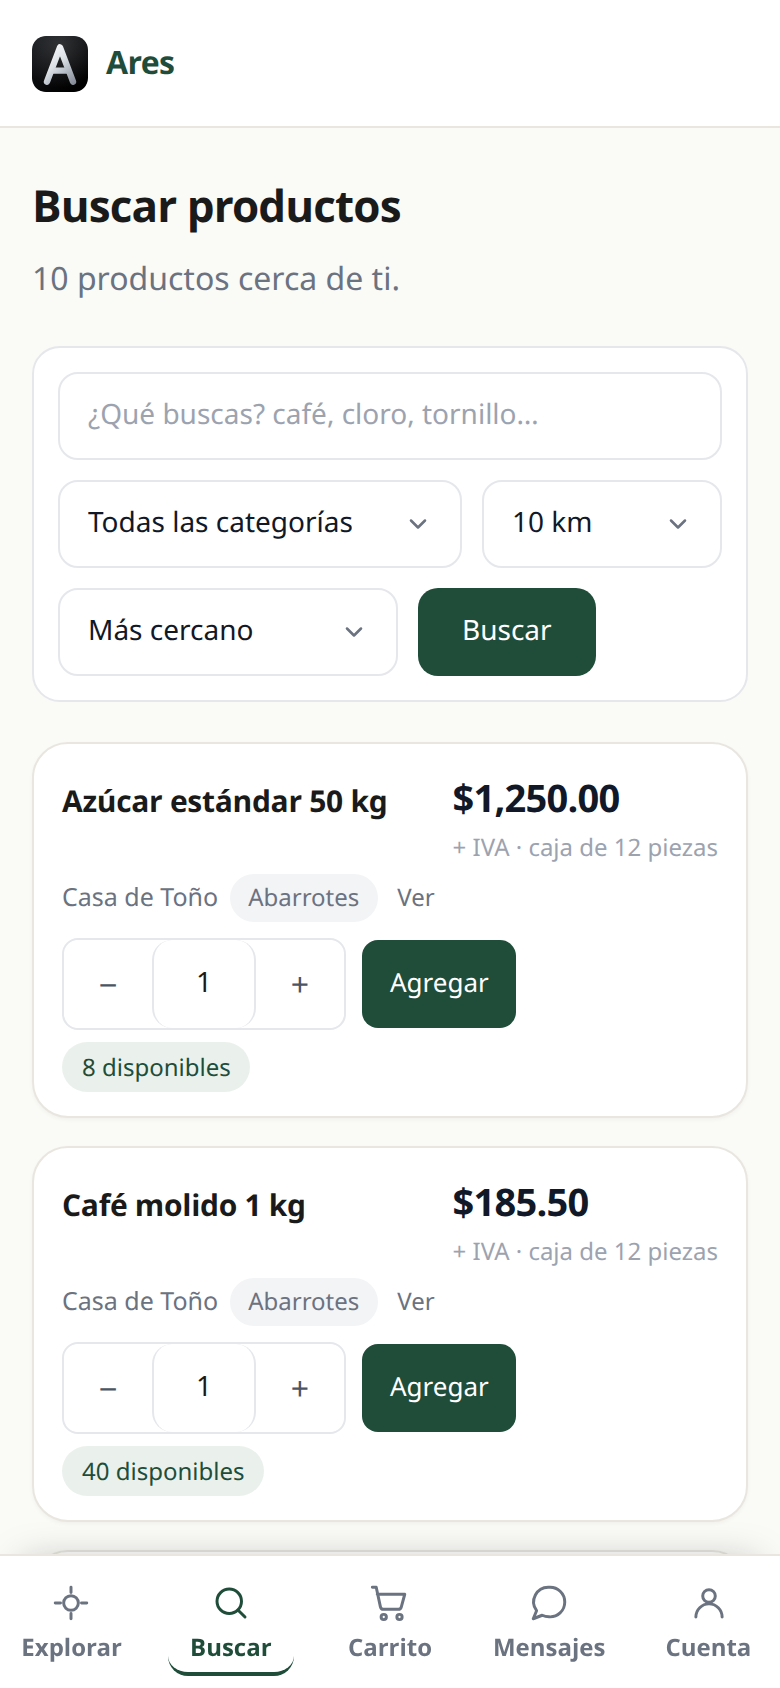 Ares
Buscar productos
10 productos cerca de ti.
¿Qué buscas? café, cloro, tornillo...
Todas las categorías
10 km
Más cercano
Buscar
Azúcar estándar 50 kg
$1,250.00
+ IVA · caja de 12 piezas
Casa de Toño Abarrotes Ver
− 1 + Agregar
8 disponibles
Café molido 1 kg
$185.50
+ IVA · caja de 12 piezas
Casa de Toño Abarrotes Ver
− 1 + Agregar
40 disponibles
Explorar Buscar Carrito Mensajes Cuenta